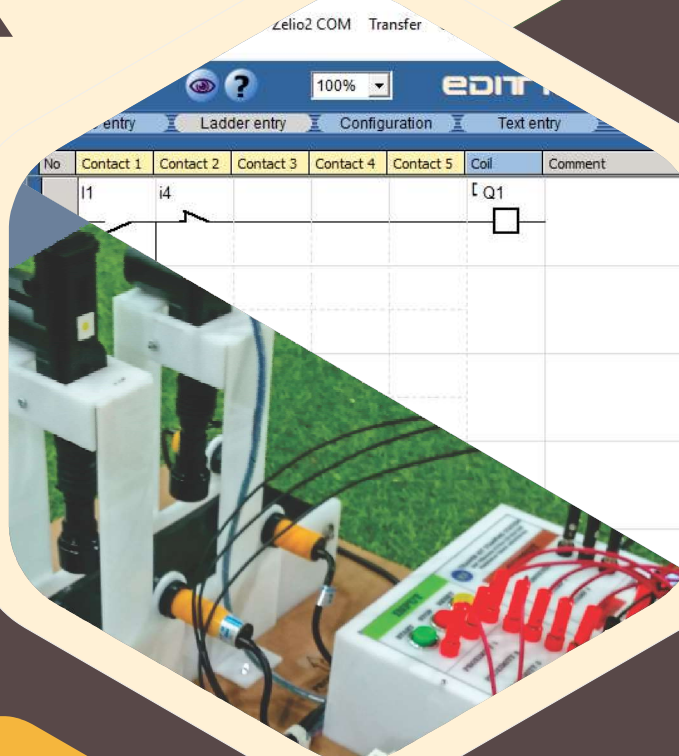 Zelio2 COM Transfer
100% EDIT
entry Ladder entry Configuration Text entry
No Contact 1 Contact 2 Contact 3 Contact 4 Contact 5 Coil Comment
I1 i4 [ Q1
INPUT